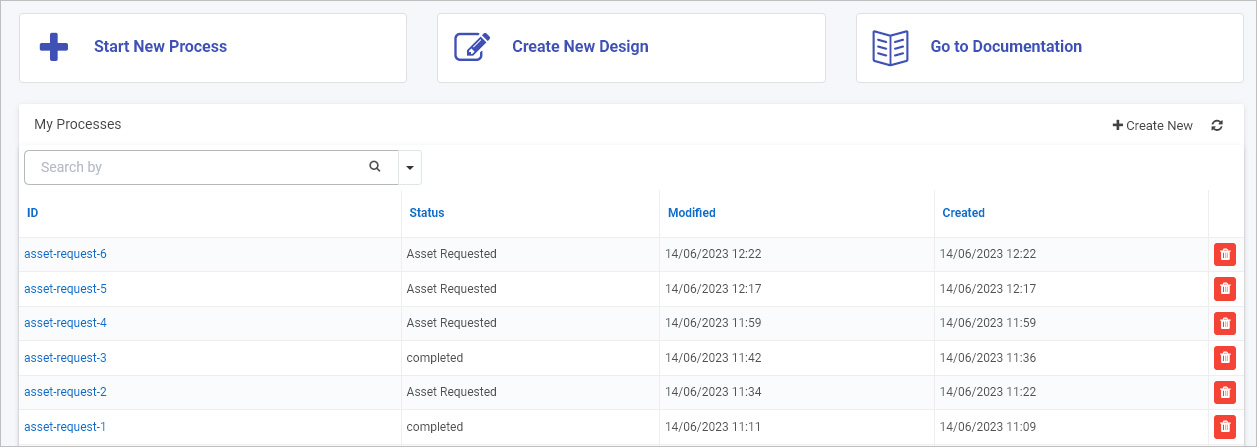 Start New Process
Create New Design
Go to Documentation
My Processes
Create New
Search by
ID Status Modified Created
asset-request-6 Asset Requested 14/06/2023 12:22 14/06/2023 12:22
asset-request-5 Asset Requested 14/06/2023 12:17 14/06/2023 12:17
asset-request-4 Asset Requested 14/06/2023 11:59 14/06/2023 11:59
asset-request-3 completed 14/06/2023 11:42 14/06/2023 11:36
asset-request-2 Asset Requested 14/06/2023 11:34 14/06/2023 11:22
asset-request-1 completed 14/06/2023 11:11 14/06/2023 11:09